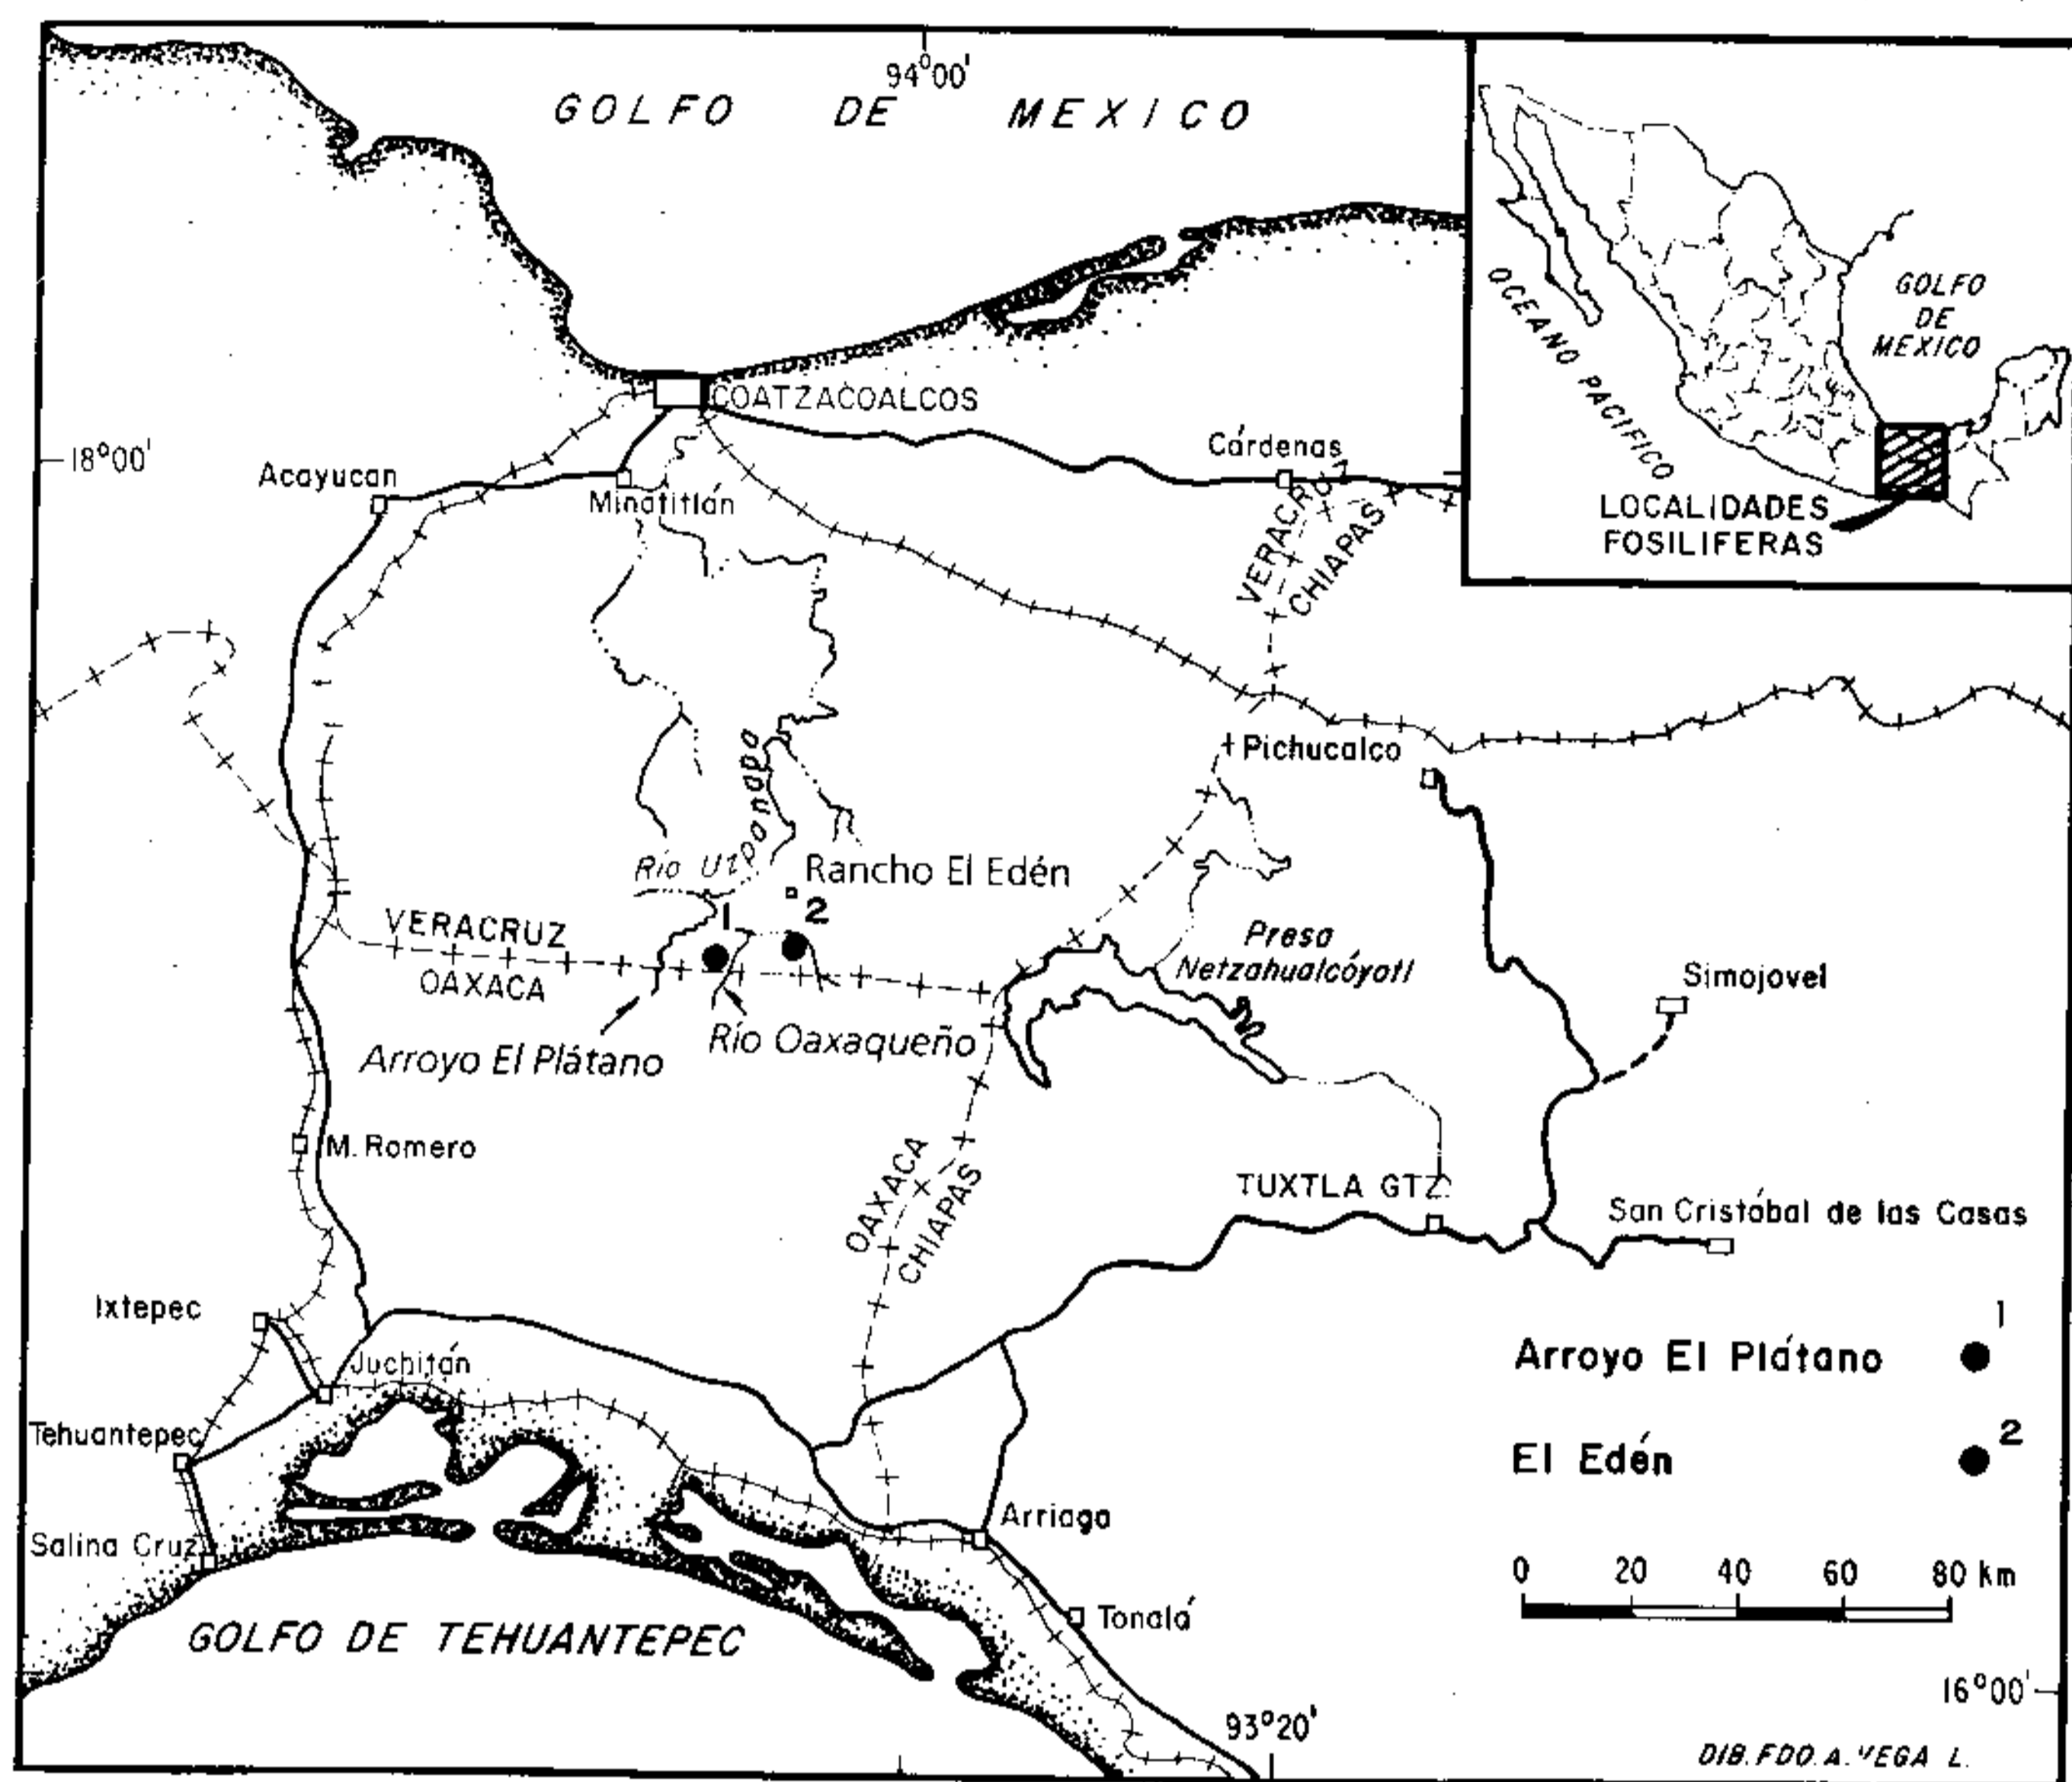 94°00'
GOLFO DE MEXICO
GOLFO
DE
MEXICO
OCEANO PACIFICO
LOCALIDADES
FOSILIFERAS
COATZACOALCOS
18°00'
Acayucan
Minatitlán
Cárdenas
VERACRUZ
CHIAPAS
Pichucalco
Río Uzpanapa
Rancho El Edén
1
2
VERACRUZ
OAXACA
Presa
Netzahualcóyotl
Simojovel
Arroyo El Plátano
Río Oaxaqueño
M. Romero
OAXACA
CHIAPAS
TUXTLA GTZ.
San Cristóbal de las Casas
Ixtepec
Juchitán
Tehuantepec
Salina Cruz
Arriaga
Tonalá
GOLFO DE TEHUANTEPEC
Arroyo El Plátano 1
El Edén 2
0 20 40 60 80 km
16°00'
93°20'
DIB. FDO. A. VEGA L.